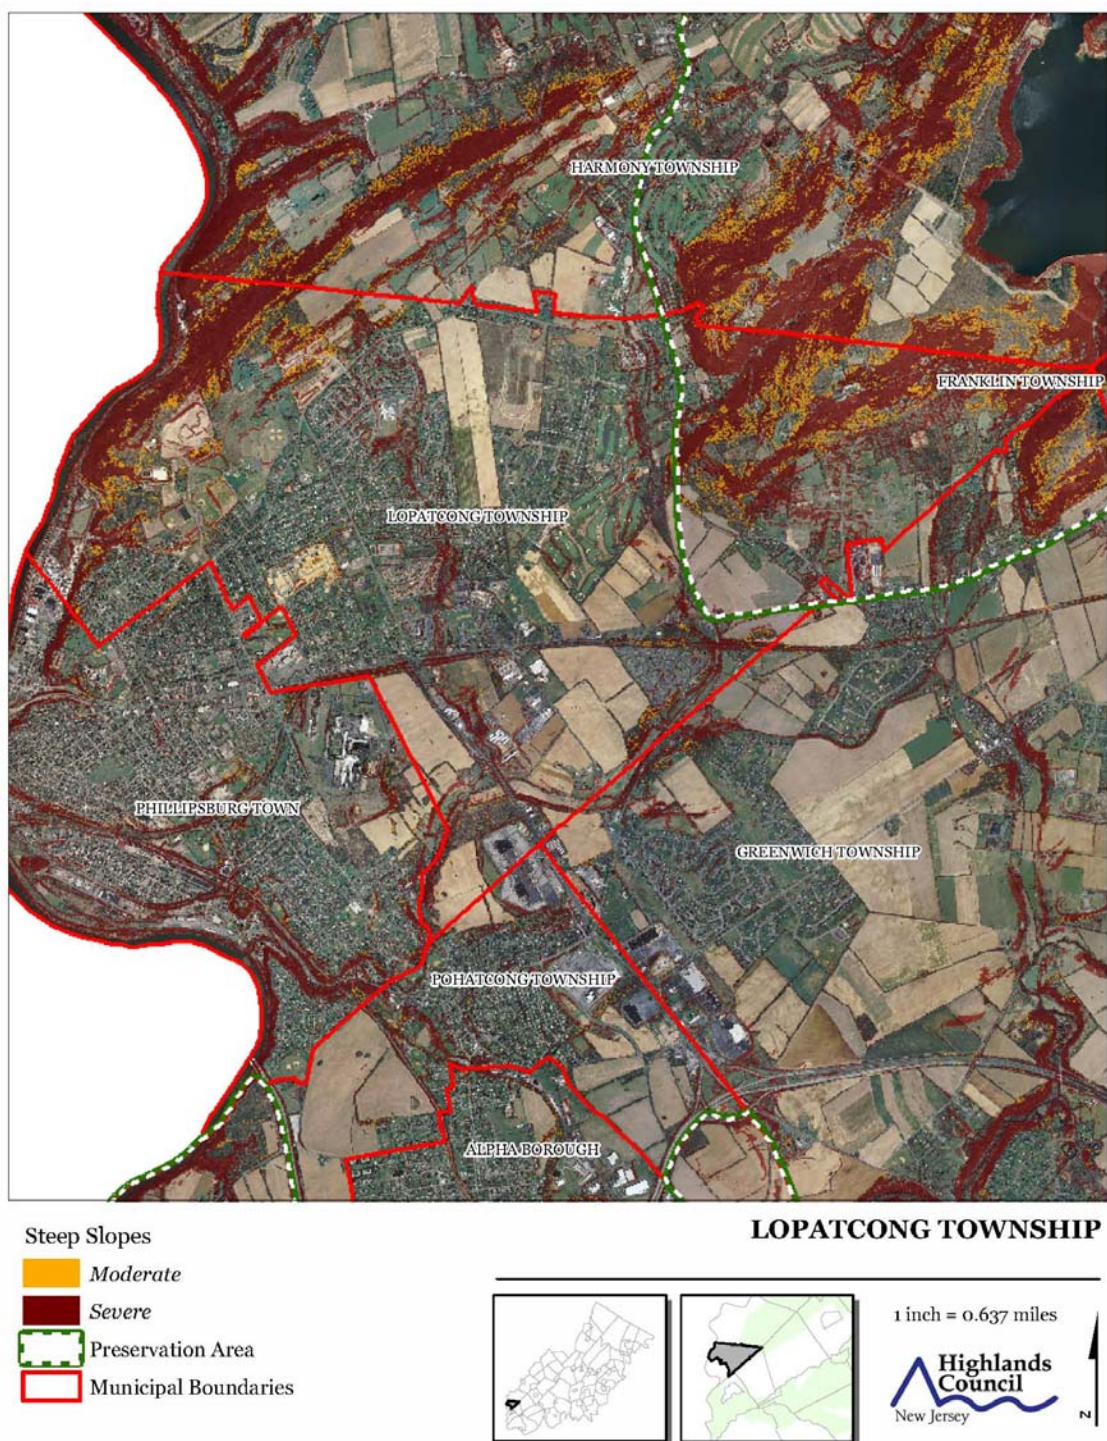 HARMONY TOWNSHIP
FRANKLIN TOWNSHIP
LOPATCONG TOWNSHIP
PHILLIPSBURG TOWN
GREENWICH TOWNSHIP
POHATCONG TOWNSHIP
ALPHA BOROUGH
LOPATCONG TOWNSHIP
Steep Slopes
Moderate
Severe
Preservation Area
Municipal Boundaries
1 inch = 0.637 miles
Highlands
Council
New Jersey
N